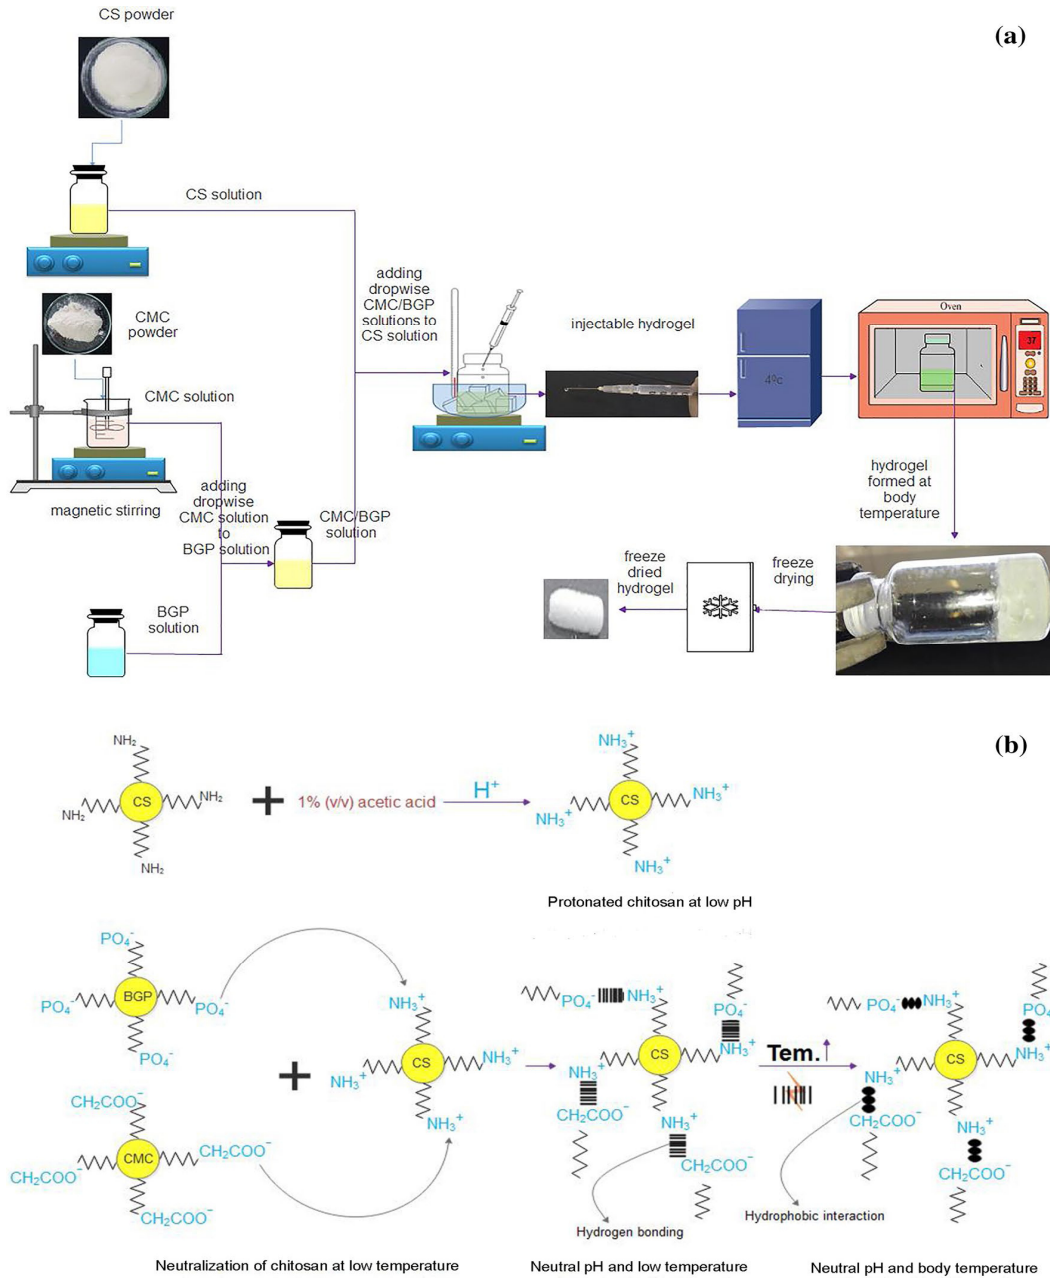 CS powder
(a)
CS solution
CMC
powder
CMC solution
magnetic stirring
adding
dropwise
CMC solution
to
BGP solution
BGP
solution
CMC/BGP
solution
adding
dropwise
CMC/BGP
solutions to
CS solution
injectable hydrogel
4ºc
Oven
37
hydrogel
formed at
body
temperature
freeze
drying
freeze
dried
hydrogel
(b)
NH₂
NH₂
CS
NH₂
NH₂
+
1% (v/v) acetic acid
H⁺
NH₃⁺
NH₃⁺
CS
NH₃⁺
NH₃⁺
Protonated chitosan at low pH
PO₄⁻
PO₄⁻
BGP
PO₄⁻
PO₄⁻
+
CH₂COO⁻
CH₂COO⁻
CMC
CH₂COO⁻
CH₂COO⁻
NH₃⁺
NH₃⁺
CS
NH₃⁺
NH₃⁺
Neutralization of chitosan at low temperature
PO₄⁻
NH₃⁺
PO₄⁻
NH₃⁺
CS
NH₃⁺
CH₂COO⁻
NH₃⁺
CH₂COO⁻
Hydrogen bonding
Neutral pH and low temperature
Tem.
PO₄⁻
NH₃⁺
PO₄
NH₃⁺
CS
NH₃⁺
CH₂COO⁻
NH₃⁺
CH₂COO⁻
Hydrophobic interaction
Neutral pH and body temperature